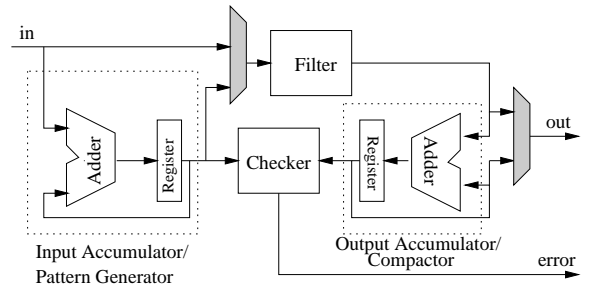 in
Filter
out
Adder
Register
Checker
Register
Adder
Input Accumulator/
Pattern Generator
Output Accumulator/
Compactor
error